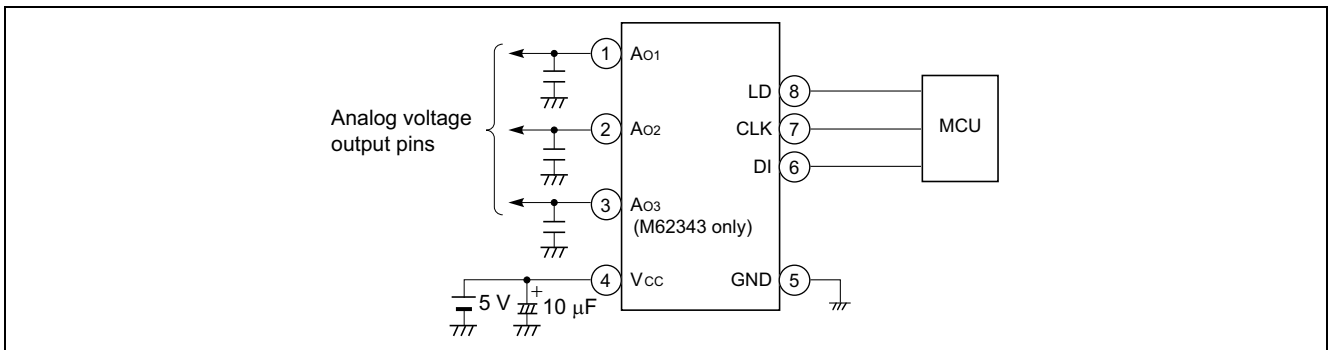 Analog voltage
output pins
1 AO1
2 AO2
3 AO3
(M62343 only)
4 VCC
5 V
+
10 μF
LD 8
CLK 7
DI 6
GND 5
MCU